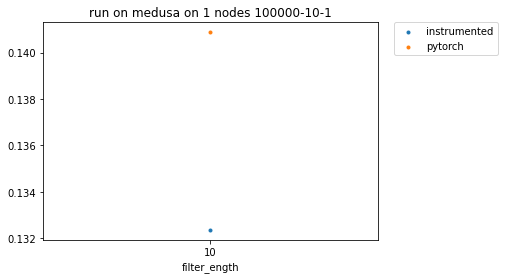 run on medusa on 1 nodes 100000-10-1
instrumented
pytorch
0.140
0.138
0.136
0.134
0.132
10
filter_ength